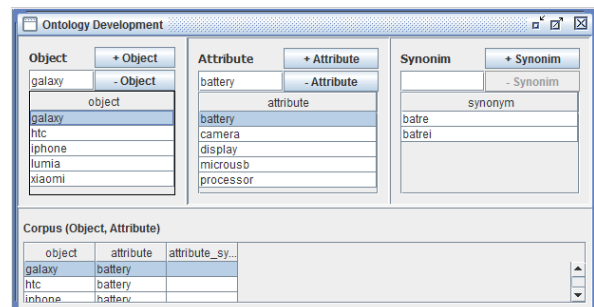 Ontology Development
Object
+ Object
galaxy
- Object
object
galaxy
htc
iphone
lumia
xiaomi
Attribute
+ Attribute
battery
- Attribute
attribute
battery
camera
display
microusb
processor
Synonim
+ Synonim
- Synonim
synonym
batre
batrei
Corpus (Object, Attribute)
object attribute attribute_sy...
galaxy battery
htc battery
iphone battery